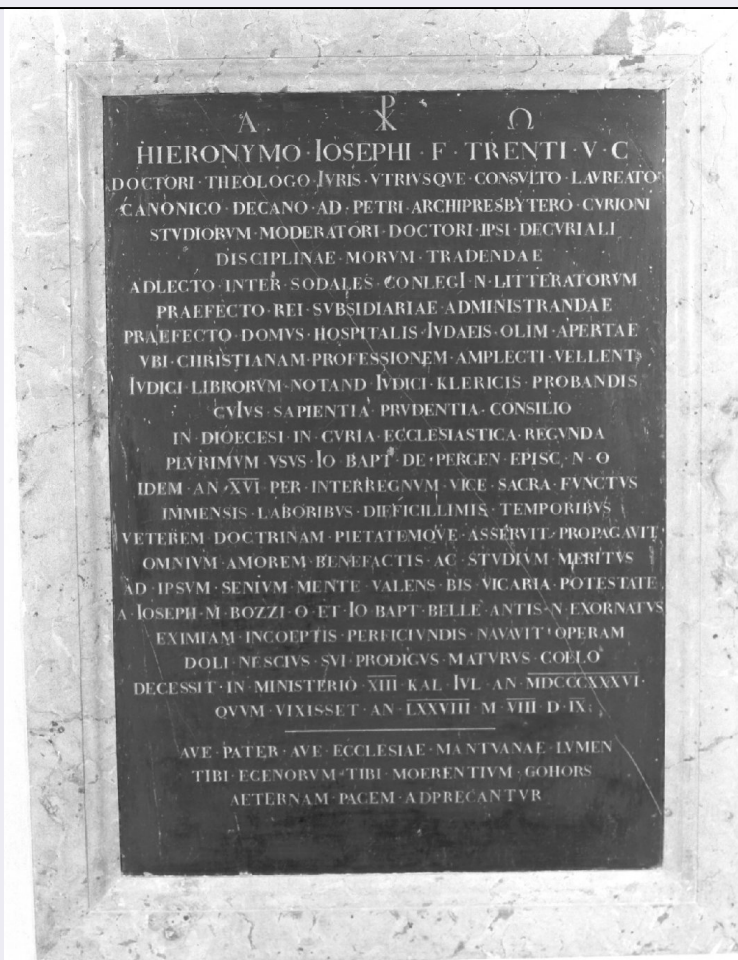 A ☧ Ω
HIERONYMO · IOSEPHI · F · TRENTI · V · C
DOCTORI · THEOLOGO · IVRIS · VTRIVSQVE · CONSVLTO · LAVREATO
CANONICO · DECANO · AD · PETRI · ARCHIPRESBYTERO · CVRIONI
STVDIORVM · MODERATORI · DOCTORI · IPSI · DECVRIALI
DISCIPLINAE · MORVM · TRADENDAE
ADLECTO · INTER · SODALES · CONLEGI · N · LITTERATORVM
PRAEFECTO · REI · SVBSIDIARIAE · ADMINISTRANDAE
PRAEFECTO · DOMVS · HOSPITALIS · IVDAEIS · OLIM · APERTAE
VBI · CHRISTIANAM · PROFESSIONEM · AMPLECTI · VELLENT
IVDICI · LIBRORVM · NOTAND · IVDICI · KLERICIS · PROBANDIS
CVIVS · SAPIENTIA · PRVDENTIA · CONSILIO
IN · DIOECESI · IN · CVRIA · ECCLESIASTICA · REGVNDA
PLVRIMVM · VSVS · IO · BAPT · DE · PERGEN · EPISC · N · O
IDEM · AN · XVI · PER · INTERREGNVM · VICE · SACRA · FVNCTVS
IMMENSIS · LABORIBVS · DIFFICILLIMIS · TEMPORIBVS
VETEREM · DOCTRINAM · PIETATEMQVE · ASSERVIT · PROPAGAVIT
OMNIVM · AMOREM · BENEFACTIS · AC · STVDIVM · MERITVS
AD · IPSVM · SENIVM · MENTE · VALENS · BIS · VICARIA · POTESTATE
A · IOSEPH · M · BOZZI · O · ET · IO · BAPT · BELLE · ANTIS · N · EXORNATVS
EXIMIAM · INCOEPTIS · PERFICIVNDIS · NAVAVIT · OPERAM
DOLI · NESCIVS · SVI · PRODIGVS · MATVRVS · COELO
DECESSIT · IN · MINISTERIO · XIII · KAL · IVL · AN · MDCCCXXXVI ·
QVVM · VIXISSET · AN · LXXVIII · M · VIII · D · IX ·
AVE · PATER · AVE · ECCLESIAE · MANTVANAE · LVMEN
TIBI · EGENORVM · TIBI · MOERENTIVM · COHORS
AETERNAM · PACEM · ADPRECANTVR